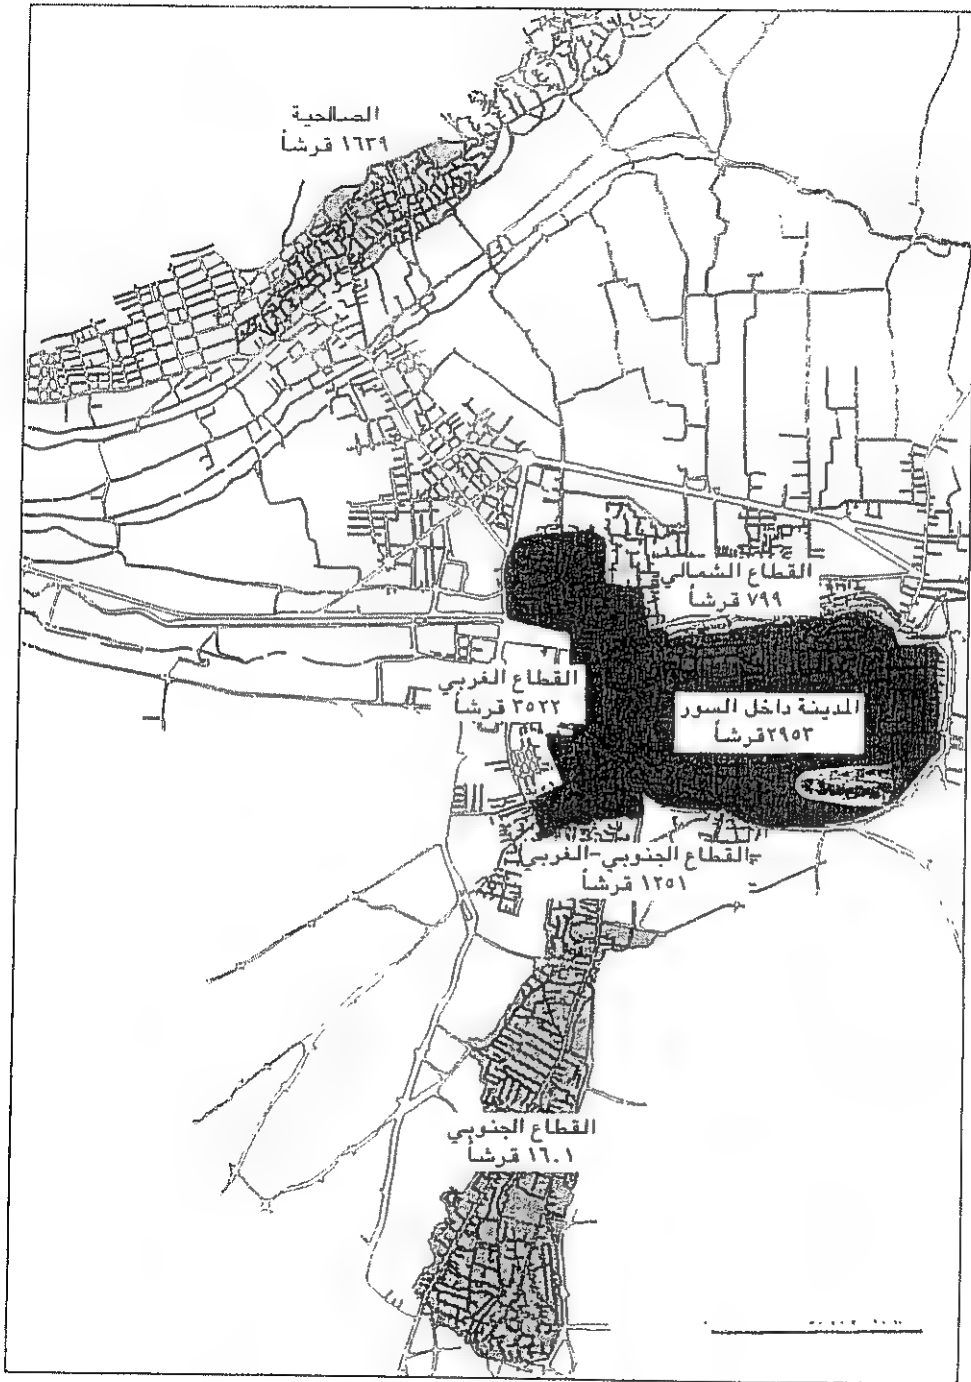 الصالحية
١٦٣٩ قرشاً
القطاع الشمالي
٧٩٩ قرشاً
القطاع الغربي
٣٥٢٢ قرشاً
المدينة داخل السور
٢٩٥٣قرشاً
القطاع الجنوبي-الغربي
١٢٥١ قرشاً
القطاع الجنوبي
١٦٠١ قرشاً